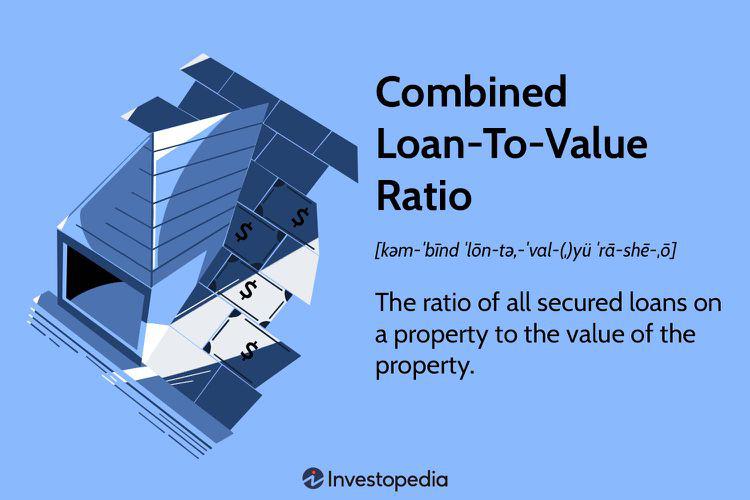 Combined
Loan-To-Value
Ratio
[kəm-ˈbīnd ˈlōn-tə,-ˈval-(,)yü ˈrā-shē-,ō]
The ratio of all secured loans on
a property to the value of the
property.
$
$
$
$
Investopedia